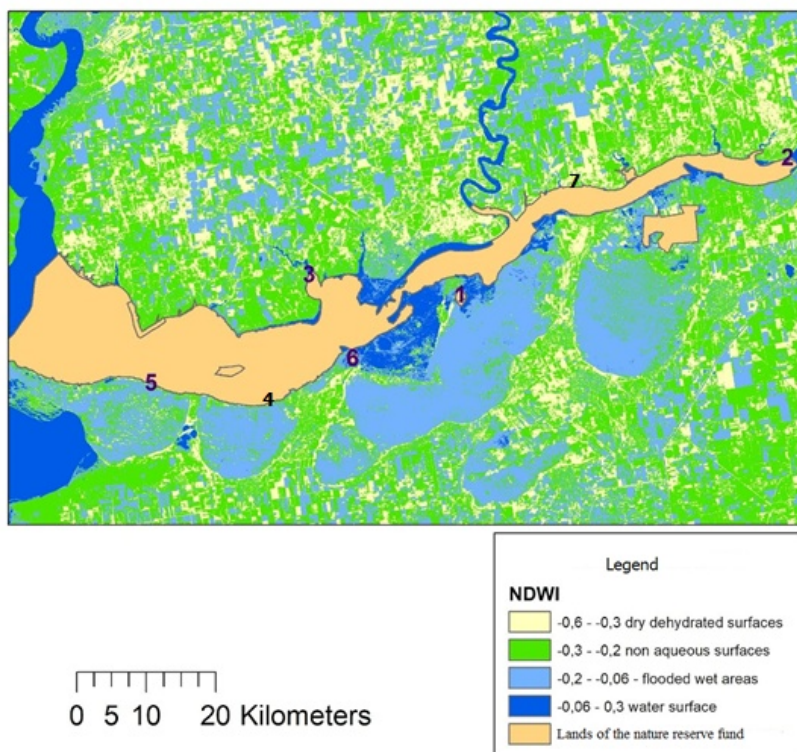 2
7
3
1
6
5
4
Legend
NDWI
-0,6 - -0,3 dry dehydrated surfaces
-0,3 - -0,2 non aqueous surfaces
-0,2 - -0,06 - flooded wet areas
-0,06 - 0,3 water surface
Lands of the nature reserve fund
0 5 10 20 Kilometers